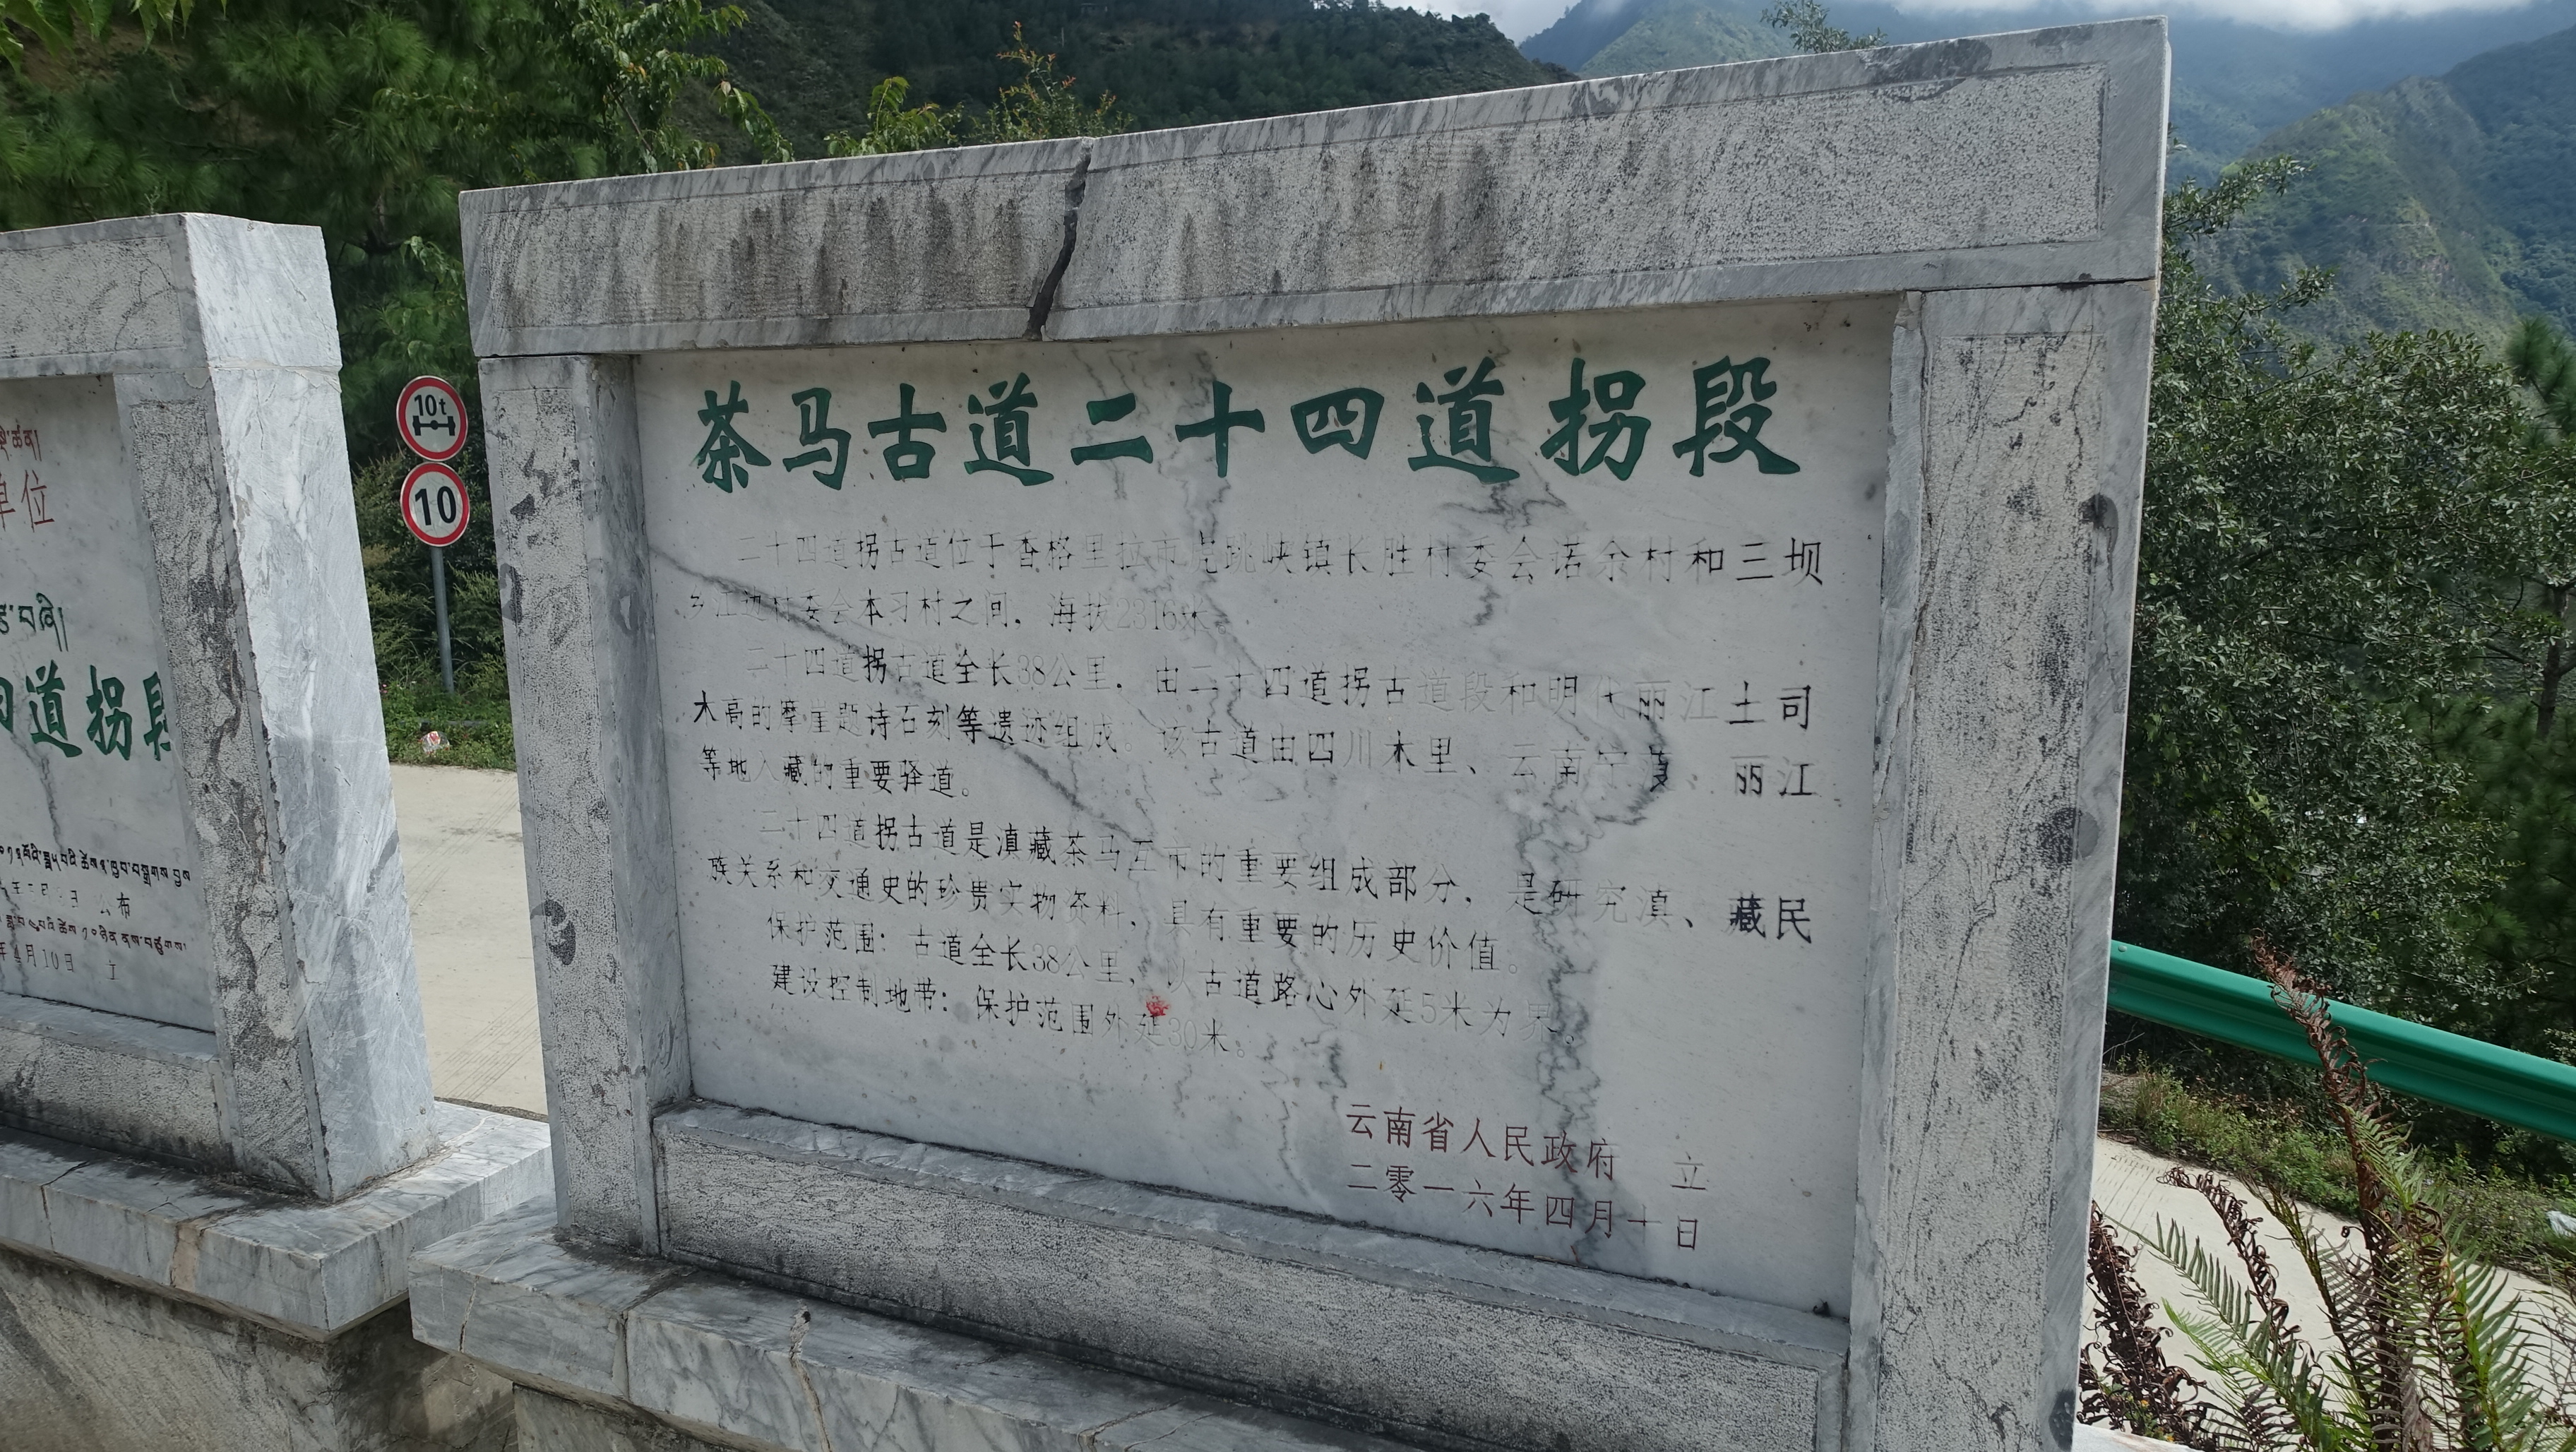 茶马古道二十四道拐段
二十四道拐古道位于香格里拉市虎跳峡镇长胜村委会诺余村和三坝
乡江边村委会本习村之间，海拔2316米。
二十四道拐古道全长38公里，由二十四道拐古道段和明代丽江土司
木高的摩崖题诗石刻等遗迹组成。该古道由四川木里、云南宁蒗、丽江
等地入藏的重要驿道。
二十四道拐古道是滇藏茶马互市的重要组成部分，是研究滇、藏民
族关系和交通史的珍贵实物资料，具有重要的历史价值。
保护范围：古道全长38公里，以古道路心外延5米为界。
建设控制地带：保护范围外延30米。
云南省人民政府 立
二零一六年四月十日
10t
10
单位
四道拐段
公布
年4月10日 立